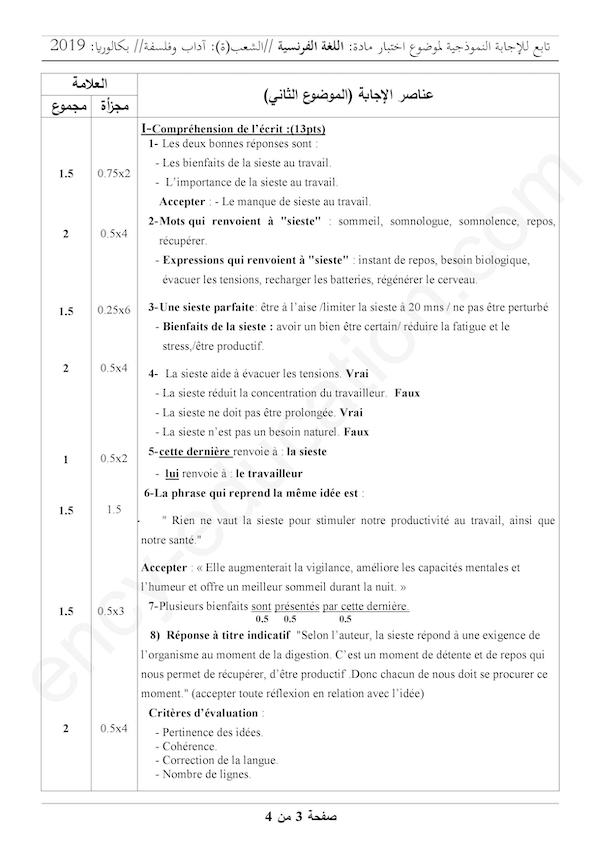 تابع للإجابة النموذجية لموضوع اختبار مادة: اللغة الفرنسية //الشعب(ة): آداب وفلسفة// بكالوريا: 2019
العلامة
عناصر الإجابة (الموضوع الثاني)
مجموع مجزأة
I-Compréhension de l'écrit :(13pts)
1- Les deux bonnes réponses sont :
- Les bienfaits de la sieste au travail.
1.5 0.75x2
- L'importance de la sieste au travail.
Accepter : - Le manque de sieste au travail.
2-Mots qui renvoient à "sieste" : sommeil, somnologue, somnolence, repos,
2 0.5x4
récupérer.
- Expressions qui renvoient à "sieste" : instant de repos, besoin biologique,
évacuer les tensions, recharger les batteries, régénérer le cerveau.
1.5 0.25x6
3-Une sieste parfaite: être à l'aise /limiter la sieste à 20 mns / ne pas être perturbé
- Bienfaits de la sieste : avoir un bien être certain/ réduire la fatigue et le
stress,/être productif.
2 0.5x4
4- La sieste aide à évacuer les tensions. Vrai
- La sieste réduit la concentration du travailleur. Faux
- La sieste ne doit pas être prolongée. Vrai
- La sieste n'est pas un besoin naturel. Faux
1 0.5x2
5-cette dernière renvoie à : la sieste
- lui renvoie à : le travailleur
6-La phrase qui reprend la même idée est :
1.5 1.5
- " Rien ne vaut la sieste pour stimuler notre productivité au travail, ainsi que
notre santé."
Accepter : « Elle augmenterait la vigilance, améliore les capacités mentales et
l'humeur et offre un meilleur sommeil durant la nuit. »
1.5 0.5x3
7-Plusieurs bienfaits sont présentés par cette dernière.
0.5 0.5 0.5
8) Réponse à titre indicatif "Selon l'auteur, la sieste répond à une exigence de
l'organisme au moment de la digestion. C'est un moment de détente et de repos qui
nous permet de récupérer, d'être productif .Donc chacun de nous doit se procurer ce
moment." (accepter toute réflexion en relation avec l'idée)
Critères d'évaluation :
2 0.5x4
- Pertinence des idées.
- Cohérence.
- Correction de la langue.
- Nombre de lignes.
صفحة 3 من 4
ency-education.com